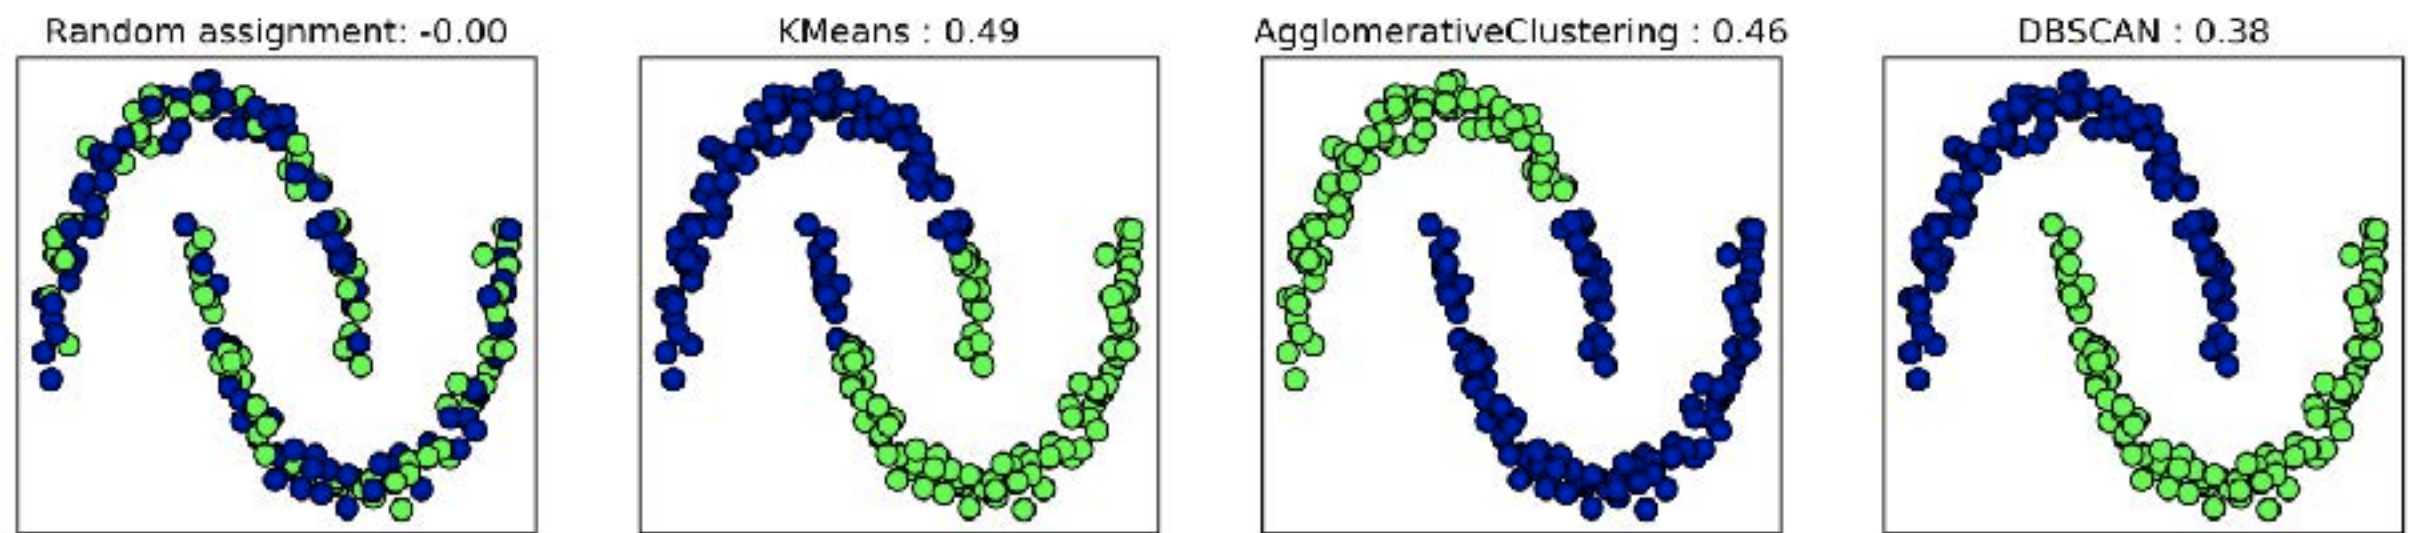 Random assignment: -0.00
KMeans : 0.49
AgglomerativeClustering : 0.46
DBSCAN : 0.38